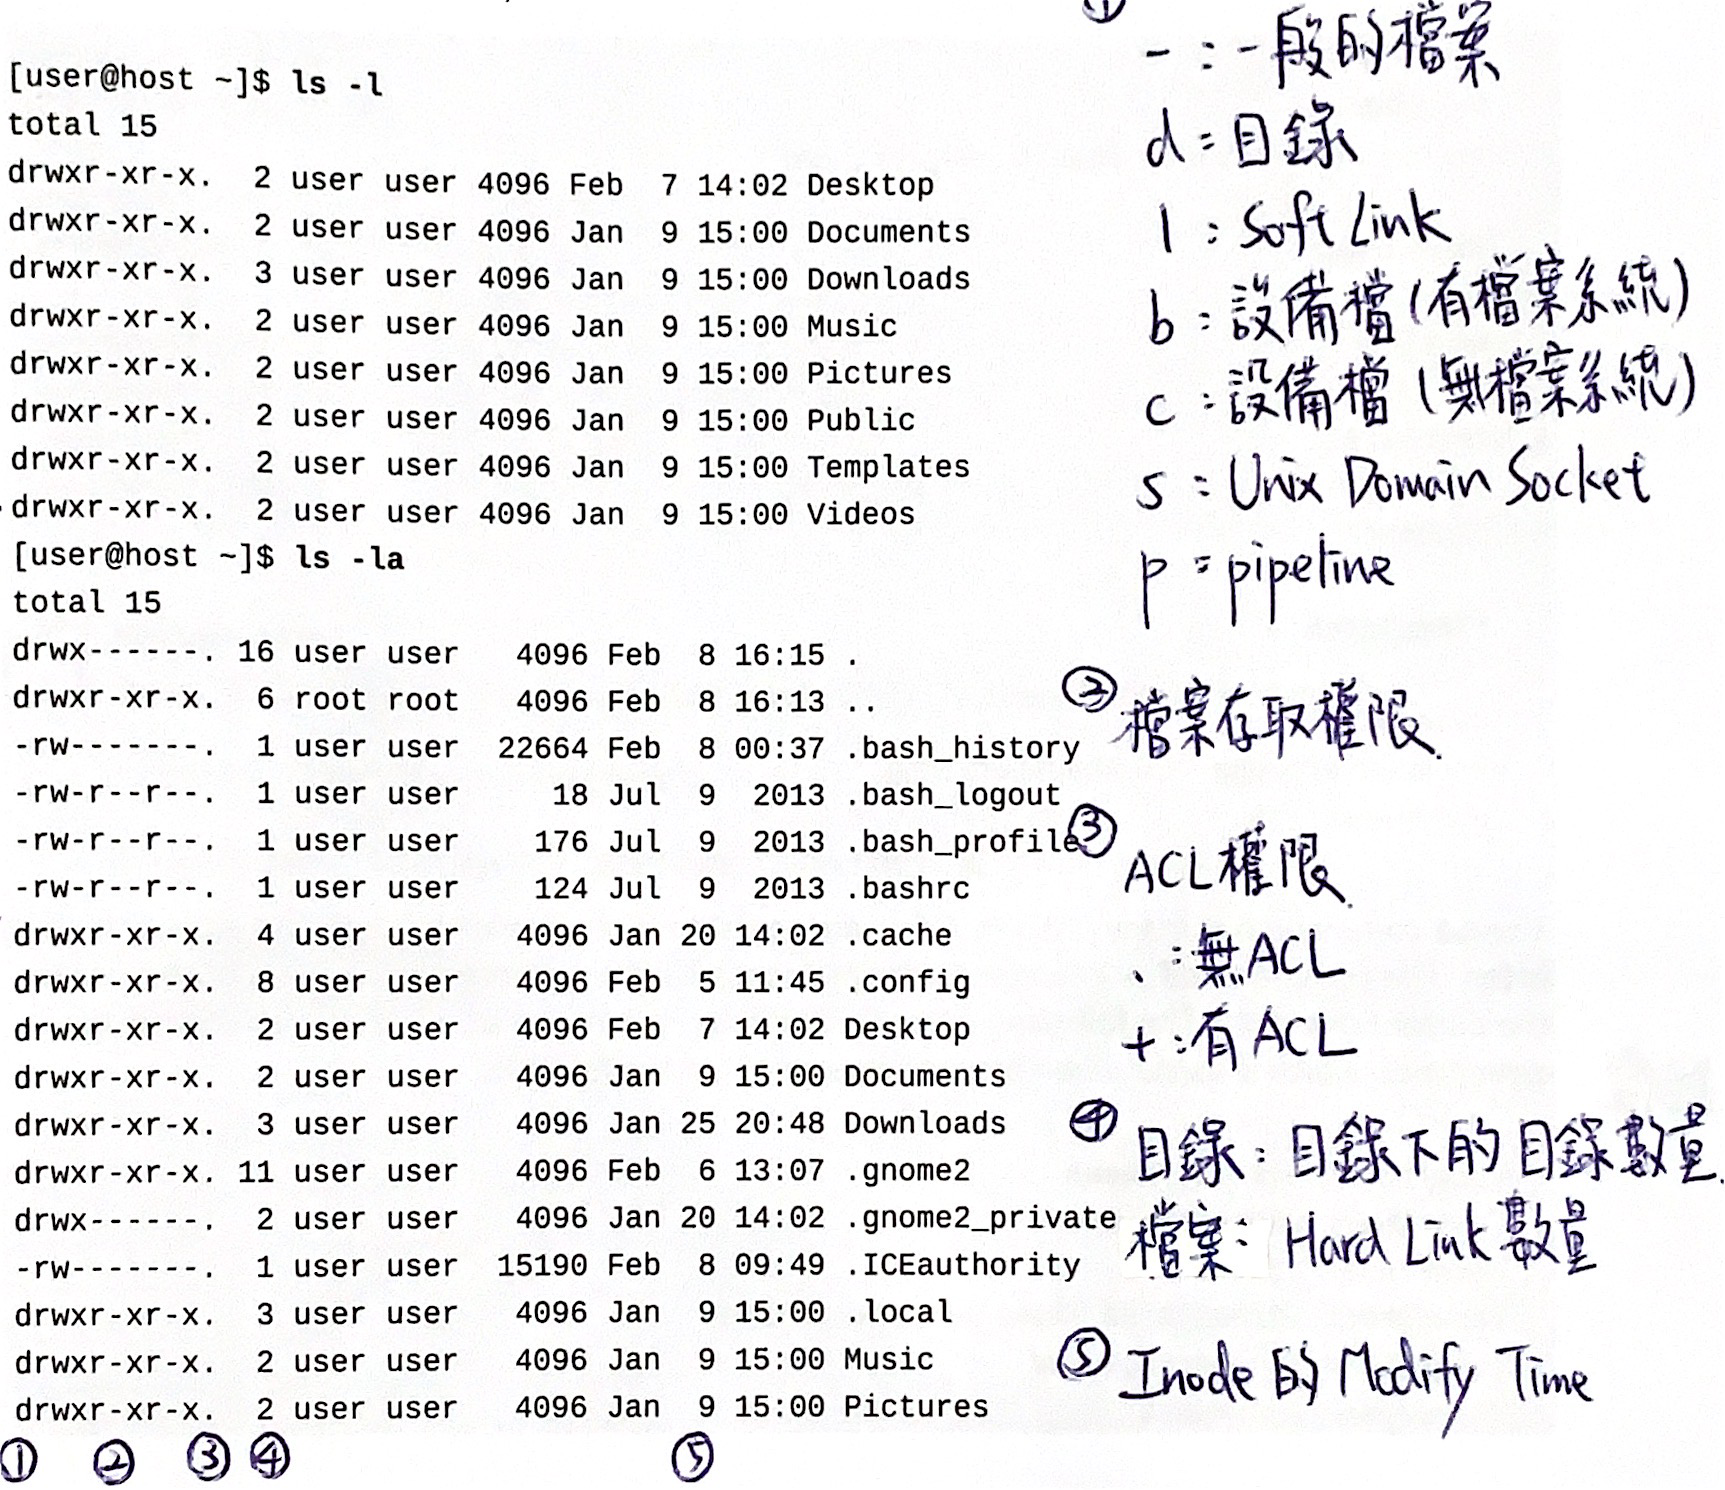 [user@host ~]$ ls -l
total 15
drwxr-xr-x.  2 user user 4096 Feb  7 14:02 Desktop
drwxr-xr-x.  2 user user 4096 Jan  9 15:00 Documents
drwxr-xr-x.  3 user user 4096 Jan  9 15:00 Downloads
drwxr-xr-x.  2 user user 4096 Jan  9 15:00 Music
drwxr-xr-x.  2 user user 4096 Jan  9 15:00 Pictures
drwxr-xr-x.  2 user user 4096 Jan  9 15:00 Public
drwxr-xr-x.  2 user user 4096 Jan  9 15:00 Templates
drwxr-xr-x.  2 user user 4096 Jan  9 15:00 Videos
[user@host ~]$ ls -la
total 15
drwx------. 16 user user   4096 Feb  8 16:15 .
drwxr-xr-x.  6 root root   4096 Feb  8 16:13 ..
-rw-------.  1 user user  22664 Feb  8 00:37 .bash_history
-rw-r--r--.  1 user user     18 Jul  9  2013 .bash_logout
-rw-r--r--.  1 user user    176 Jul  9  2013 .bash_profile
-rw-r--r--.  1 user user    124 Jul  9  2013 .bashrc
drwxr-xr-x.  4 user user   4096 Jan 20 14:02 .cache
drwxr-xr-x.  8 user user   4096 Feb  5 11:45 .config
drwxr-xr-x.  2 user user   4096 Feb  7 14:02 Desktop
drwxr-xr-x.  2 user user   4096 Jan  9 15:00 Documents
drwxr-xr-x.  3 user user   4096 Jan 25 20:48 Downloads
drwxr-xr-x. 11 user user   4096 Feb  6 13:07 .gnome2
drwx------.  2 user user   4096 Jan 20 14:02 .gnome2_private
-rw-------.  1 user user  15190 Feb  8 09:49 .ICEauthority
drwxr-xr-x.  3 user user   4096 Jan  9 15:00 .local
drwxr-xr-x.  2 user user   4096 Jan  9 15:00 Music
drwxr-xr-x.  2 user user   4096 Jan  9 15:00 Pictures
① ② ③ ④ ⑤
①
- : 一般的檔案
d : 目錄
l : Soft Link
b : 設備檔 (有檔案系統)
c : 設備檔 (無檔案系統)
s : Unix Domain Socket
p : pipeline
② 檔案存取權限.
③ ACL權限.
. : 無ACL
+ : 有ACL
④ 目錄 : 目錄下的目錄數量.
檔案 : Hard Link數量
⑤ Inode的 Modify Time